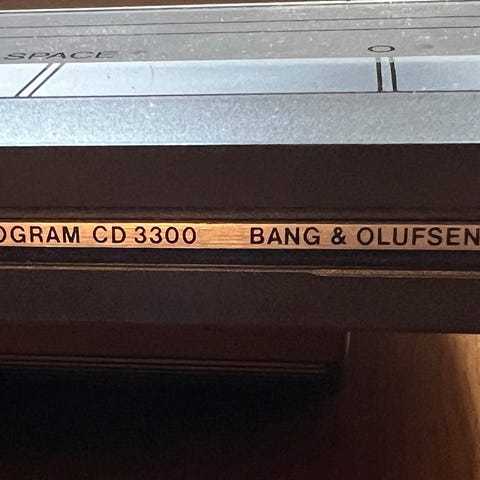 SPACE O
OGRAM CD 3300 BANG & OLUFSEN